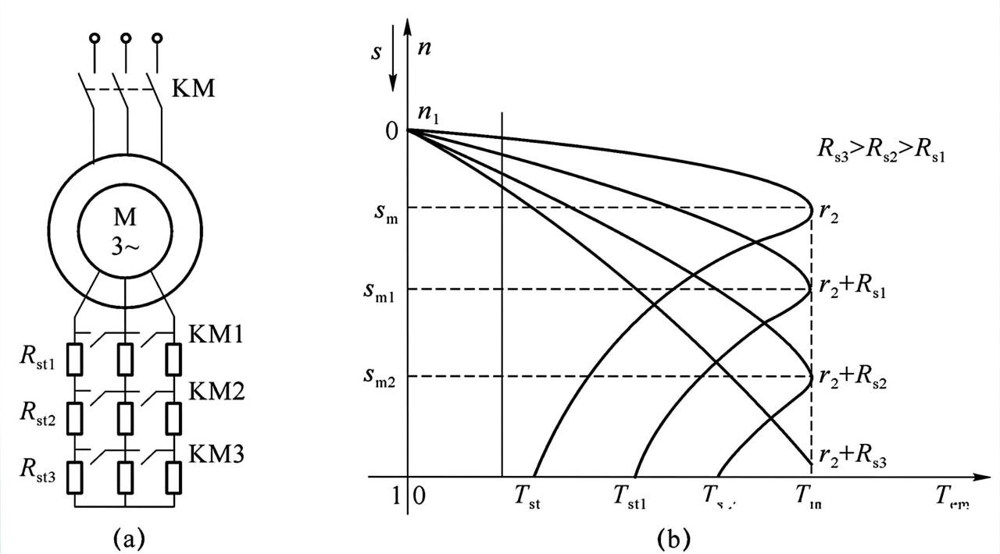 KM
M
3~
KM1
R_st1
KM2
R_st2
KM3
R_st3
(a)
s
n
n_1
0
R_s3>R_s2>R_s1
s_m
r_2
s_m1
r_2+R_s1
s_m2
r_2+R_s2
r_2+R_s3
1 0
T_st
T_st1
(b)